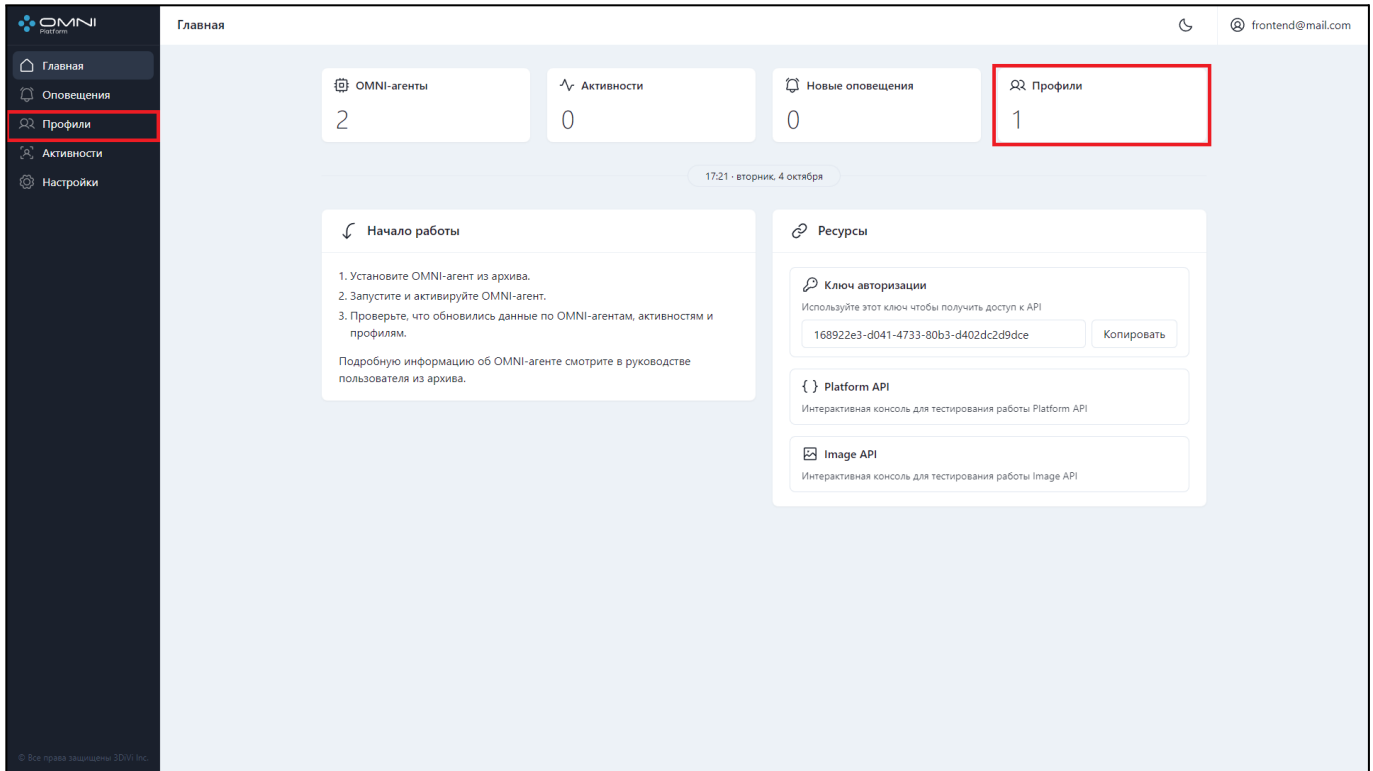 OMNI
Platform
Главная
frontend@mail.com
Главная
Оповещения
Профили
Активности
Настройки
OMNI-агенты
2
Активности
0
Новые оповещения
0
Профили
1
17:21 · вторник, 4 октября
Начало работы
1. Установите OMNI-агент из архива.
2. Запустите и активируйте OMNI-агент.
3. Проверьте, что обновились данные по OMNI-агентам, активностям и
профилям.
Подробную информацию об OMNI-агенте смотрите в руководстве
пользователя из архива.
Ресурсы
Ключ авторизации
Используйте этот ключ чтобы получить доступ к API
168922e3-d041-4733-80b3-d402dc2d9dce
Копировать
{ } Platform API
Интерактивная консоль для тестирования работы Platform API
Image API
Интерактивная консоль для тестирования работы Image API
© Все права защищены 3DiVi Inc.